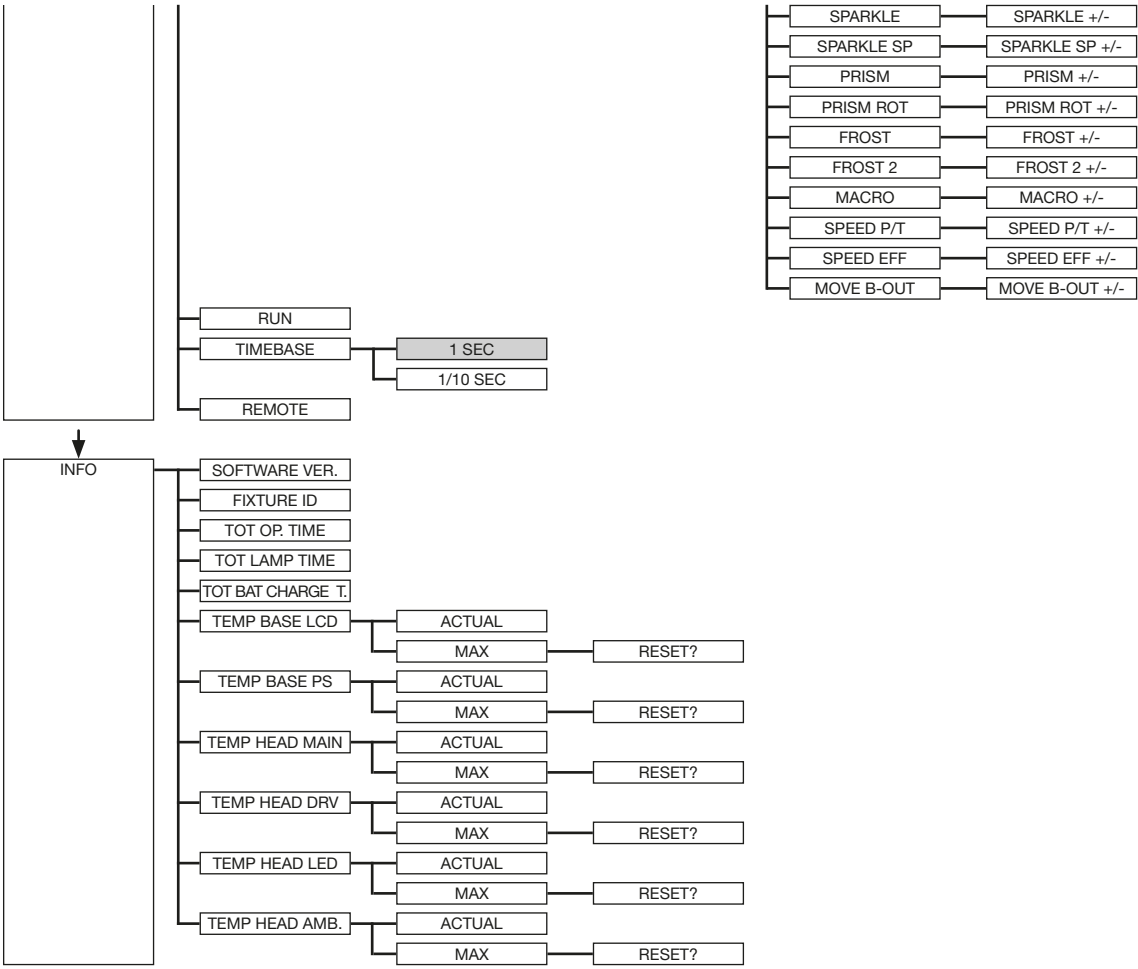 SPARKLE SPARKLE +/-
SPARKLE SP SPARKLE SP +/-
PRISM PRISM +/-
PRISM ROT PRISM ROT +/-
FROST FROST +/-
FROST 2 FROST 2 +/-
MACRO MACRO +/-
SPEED P/T SPEED P/T +/-
SPEED EFF SPEED EFF +/-
MOVE B-OUT MOVE B-OUT +/-
RUN
TIMEBASE 1 SEC
1/10 SEC
REMOTE
INFO SOFTWARE VER.
FIXTURE ID
TOT OP. TIME
TOT LAMP TIME
TOT BAT CHARGE T.
TEMP BASE LCD ACTUAL
MAX RESET?
TEMP BASE PS ACTUAL
MAX RESET?
TEMP HEAD MAIN ACTUAL
MAX RESET?
TEMP HEAD DRV ACTUAL
MAX RESET?
TEMP HEAD LED ACTUAL
MAX RESET?
TEMP HEAD AMB. ACTUAL
MAX RESET?